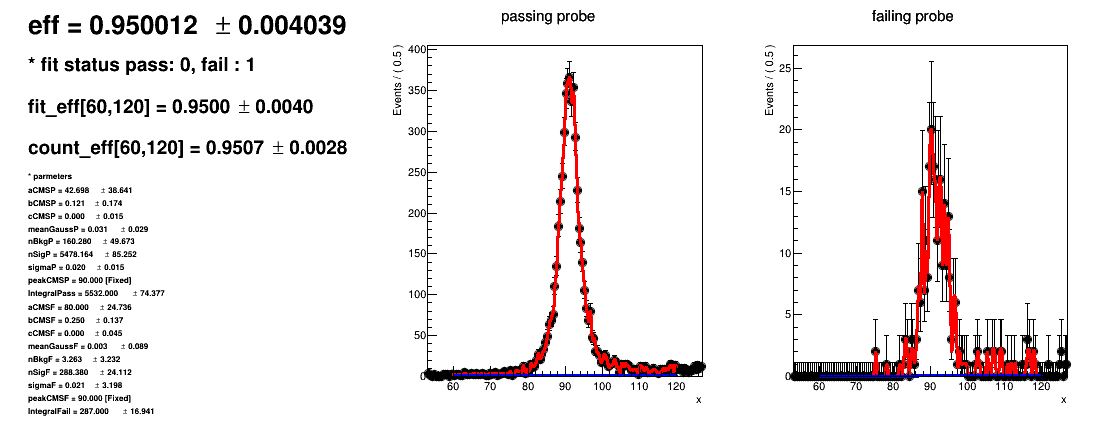 eff = 0.950012 ± 0.004039
* fit status pass: 0, fail : 1
fit_eff[60,120] = 0.9500 ± 0.0040
count_eff[60,120] = 0.9507 ± 0.0028
* parmeters
aCMSP = 42.698 ± 38.641
bCMSP = 0.121 ± 0.174
cCMSP = 0.000 ± 0.015
meanGaussP = 0.031 ± 0.029
nBkgP = 160.280 ± 49.673
nSigP = 5478.164 ± 85.252
sigmaP = 0.020 ± 0.015
peakCMSP = 90.000 [Fixed]
IntegralPass = 5532.000 ± 74.377
aCMSF = 80.000 ± 24.736
bCMSF = 0.250 ± 0.137
cCMSF = 0.000 ± 0.045
meanGaussF = 0.003 ± 0.089
nBkgF = 3.263 ± 3.232
nSigF = 288.380 ± 24.112
sigmaF = 0.021 ± 3.198
peakCMSF = 90.000 [Fixed]
IntegralFail = 287.000 ± 16.941
passing probe
Events / ( 0.5 )
400
350
300
250
200
150
100
50
0
60 70 80 90 100 110 120
x
failing probe
Events / ( 0.5 )
25
20
15
10
5
0
60 70 80 90 100 110 120
x